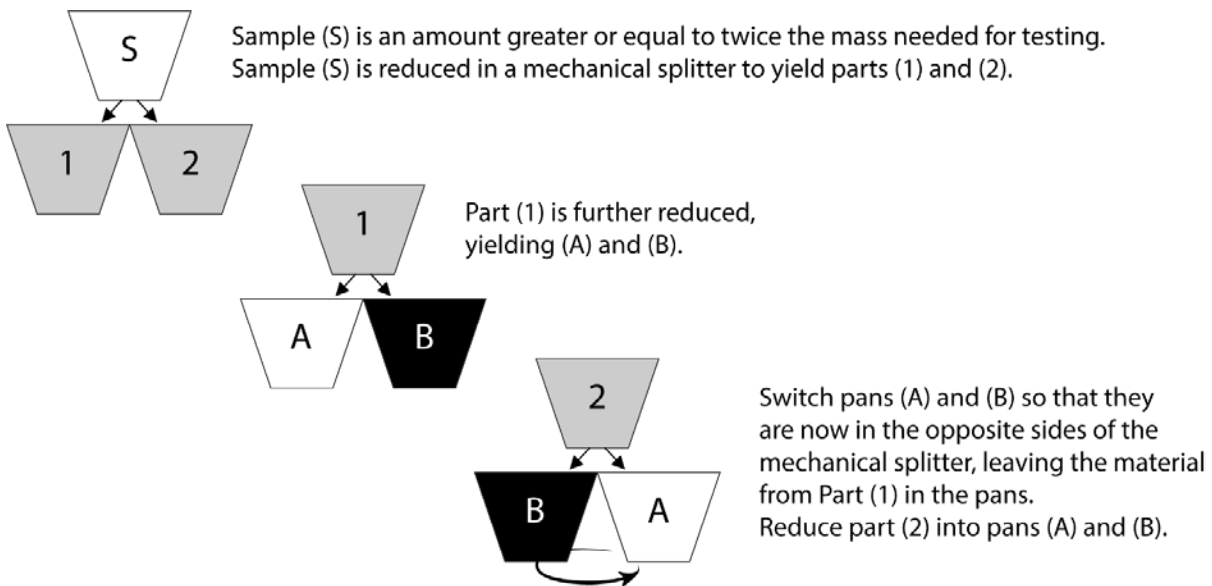 S
Sample (S) is an amount greater or equal to twice the mass needed for testing.
Sample (S) is reduced in a mechanical splitter to yield parts (1) and (2).
1
2
1
Part (1) is further reduced,
yielding (A) and (B).
A
B
2
Switch pans (A) and (B) so that they
are now in the opposite sides of the
mechanical splitter, leaving the material
from Part (1) in the pans.
Reduce part (2) into pans (A) and (B).
B
A